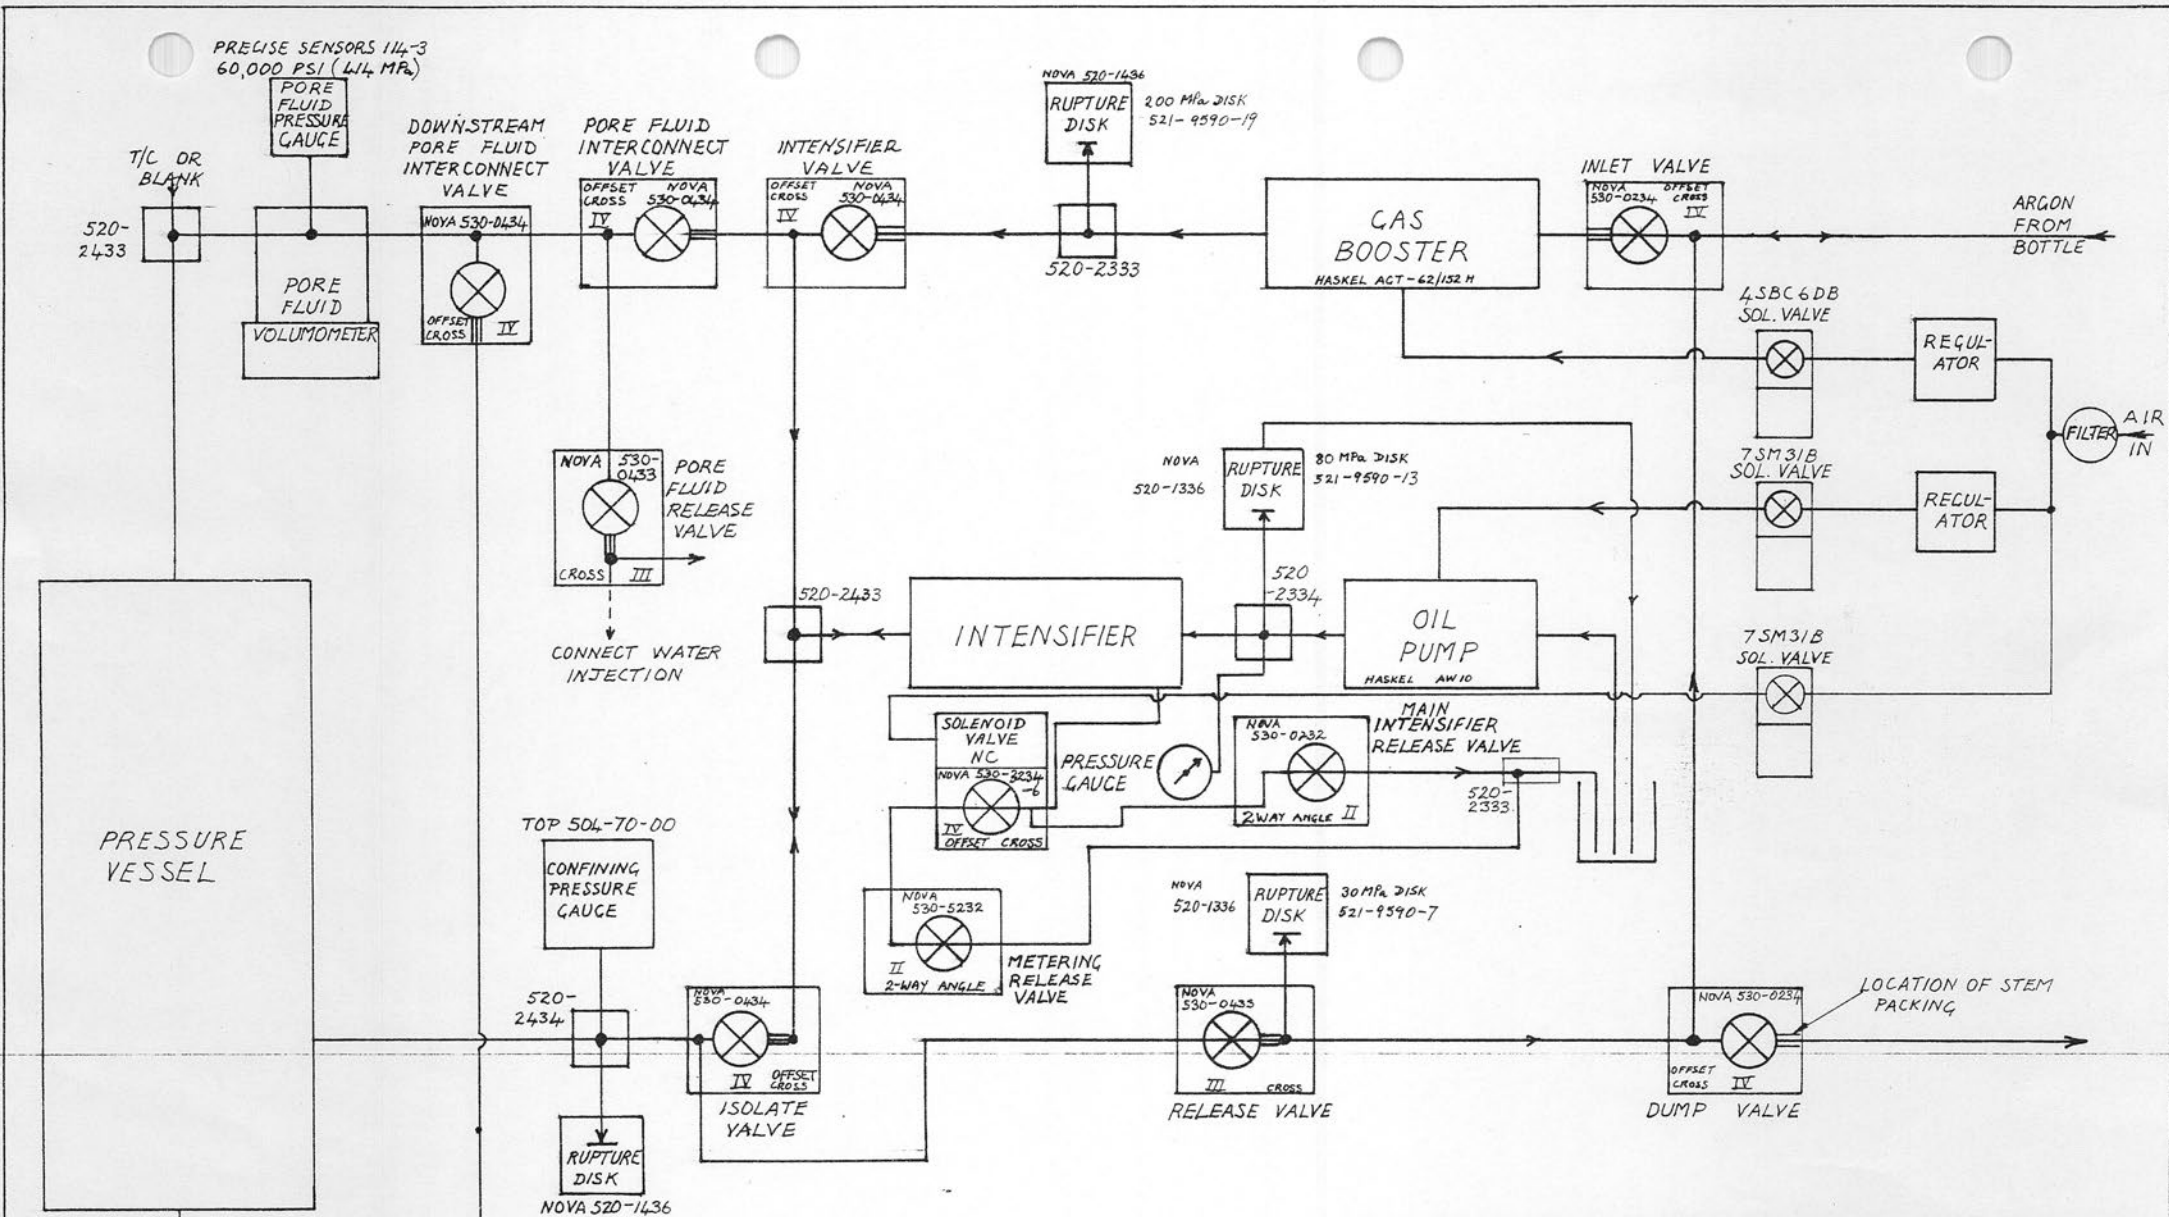 PRECISE SENSORS 114-3
60,000 PSI (414 MPa)
PORE
FLUID
PRESSURE
GAUGE
T/C OR
BLANK
520-
2433
PORE
FLUID
VOLUMOMETER
DOWNSTREAM
PORE FLUID
INTERCONNECT
VALVE
NOVA 530-0434
OFFSET
CROSS
IV
PORE FLUID
INTERCONNECT
VALVE
OFFSET
CROSS
IV
NOVA
530-0434
INTENSIFIER
VALVE
OFFSET
CROSS
IV
NOVA
530-0434
NOVA 520-1436
RUPTURE
DISK
200 MPa DISK
521-9590-19
520-2333
GAS
BOOSTER
HASKEL AGT-62/152 H
INLET VALVE
NOVA
530-0234
OFFSET
CROSS
IV
ARGON
FROM
BOTTLE
4SBC6DB
SOL. VALVE
REGUL-
ATOR
FILTER
AIR
IN
7SM31B
SOL. VALVE
REGUL-
ATOR
7SM31B
SOL. VALVE
NOVA 530-
0433
CROSS III
PORE
FLUID
RELEASE
VALVE
CONNECT WATER
INJECTION
NOVA
520-1336
RUPTURE
DISK
80 MPa DISK
521-9590-13
520-2433
INTENSIFIER
520
-2334
OIL
PUMP
HASKEL AW10
SOLENOID
VALVE
NC
NOVA 530-3234
-6
IV
OFFSET CROSS
PRESSURE
GAUGE
NOVA
530-0232
2WAY ANGLE II
MAIN
INTENSIFIER
RELEASE VALVE
520-
2333
PRESSURE
VESSEL
TOP 504-70-00
CONFINING
PRESSURE
GAUGE
NOVA
530-5232
II
2-WAY ANGLE
METERING
RELEASE
VALVE
NOVA
520-1336
RUPTURE
DISK
30 MPa DISK
521-9590-7
520-
2434
NOVA
530-0434
IV
OFFSET
CROSS
ISOLATE
VALVE
NOVA
530-0433
III CROSS
RELEASE VALVE
NOVA 530-0234
OFFSET
CROSS
IV
DUMP VALVE
LOCATION OF STEM
PACKING
RUPTURE
DISK
NOVA 520-1436